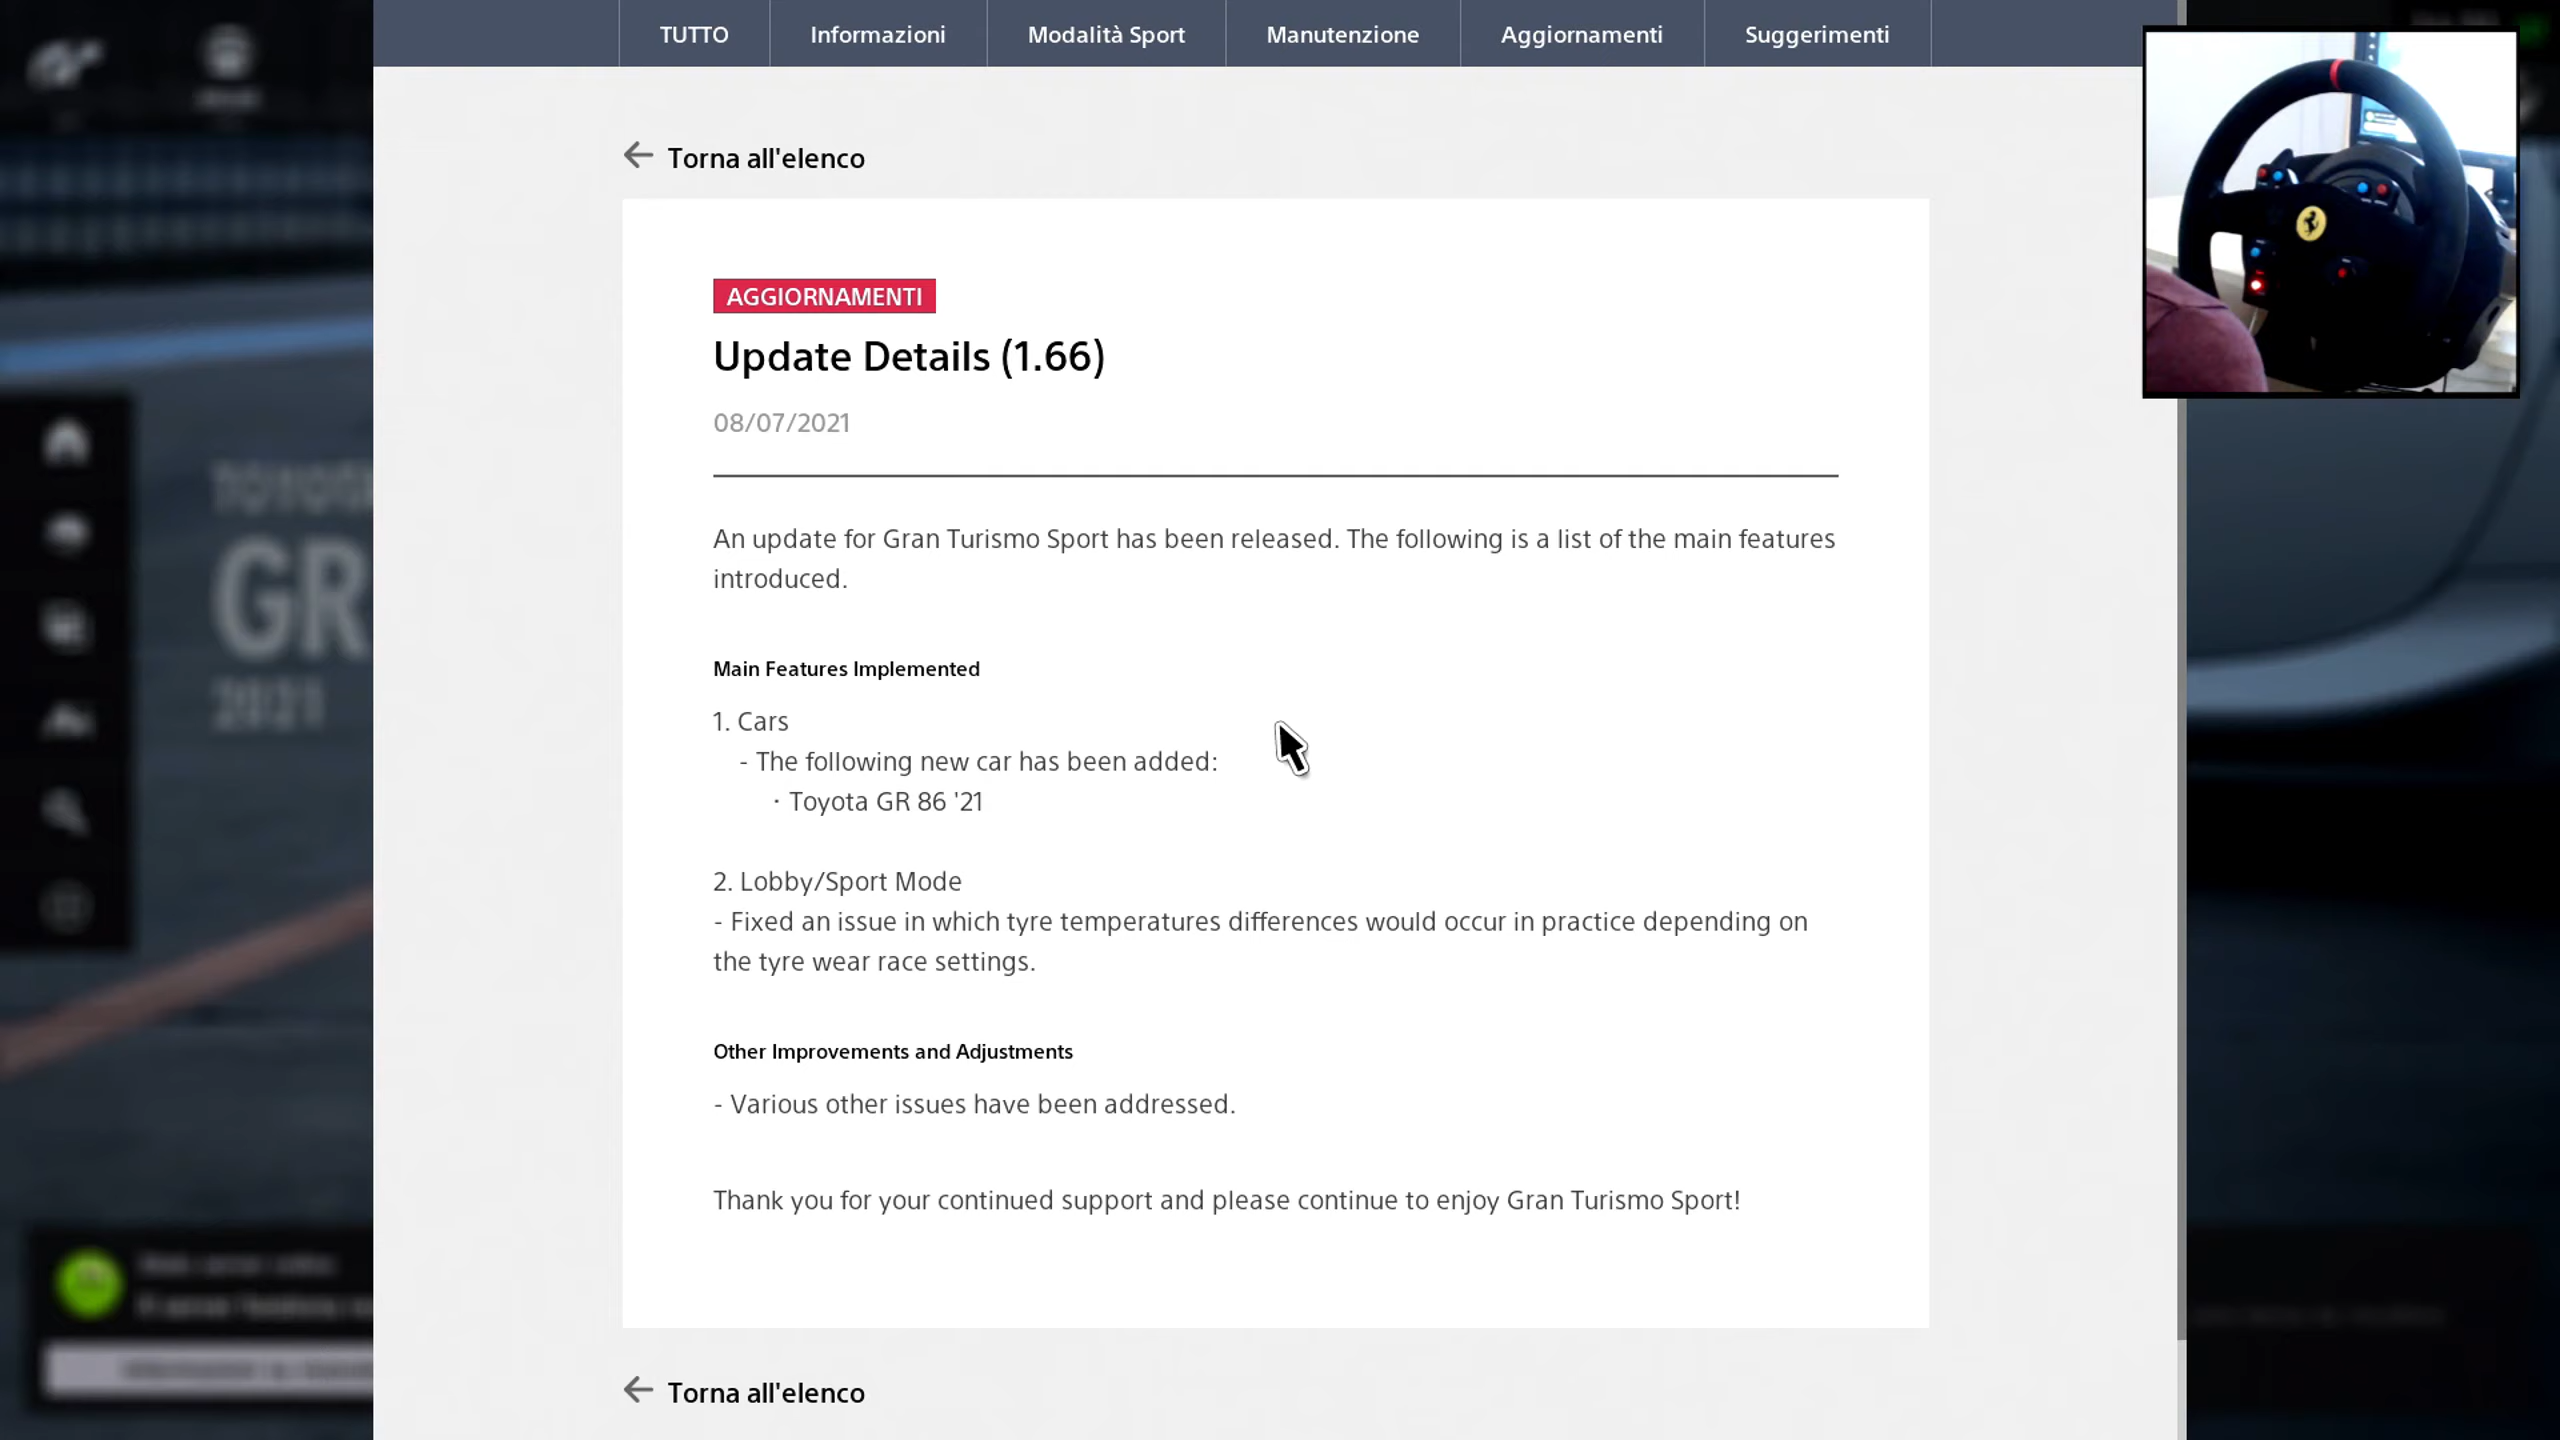 TUTTO
Informazioni
Modalità Sport
Manutenzione
Aggiornamenti
Suggerimenti
← Torna all'elenco
AGGIORNAMENTI
Update Details (1.66)
08/07/2021
An update for Gran Turismo Sport has been released. The following is a list of the main features
introduced.
Main Features Implemented
1. Cars
- The following new car has been added:
・Toyota GR 86 '21
2. Lobby/Sport Mode
- Fixed an issue in which tyre temperatures differences would occur in practice depending on
the tyre wear race settings.
Other Improvements and Adjustments
- Various other issues have been addressed.
Thank you for your continued support and please continue to enjoy Gran Turismo Sport!
← Torna all'elenco
GR
2021